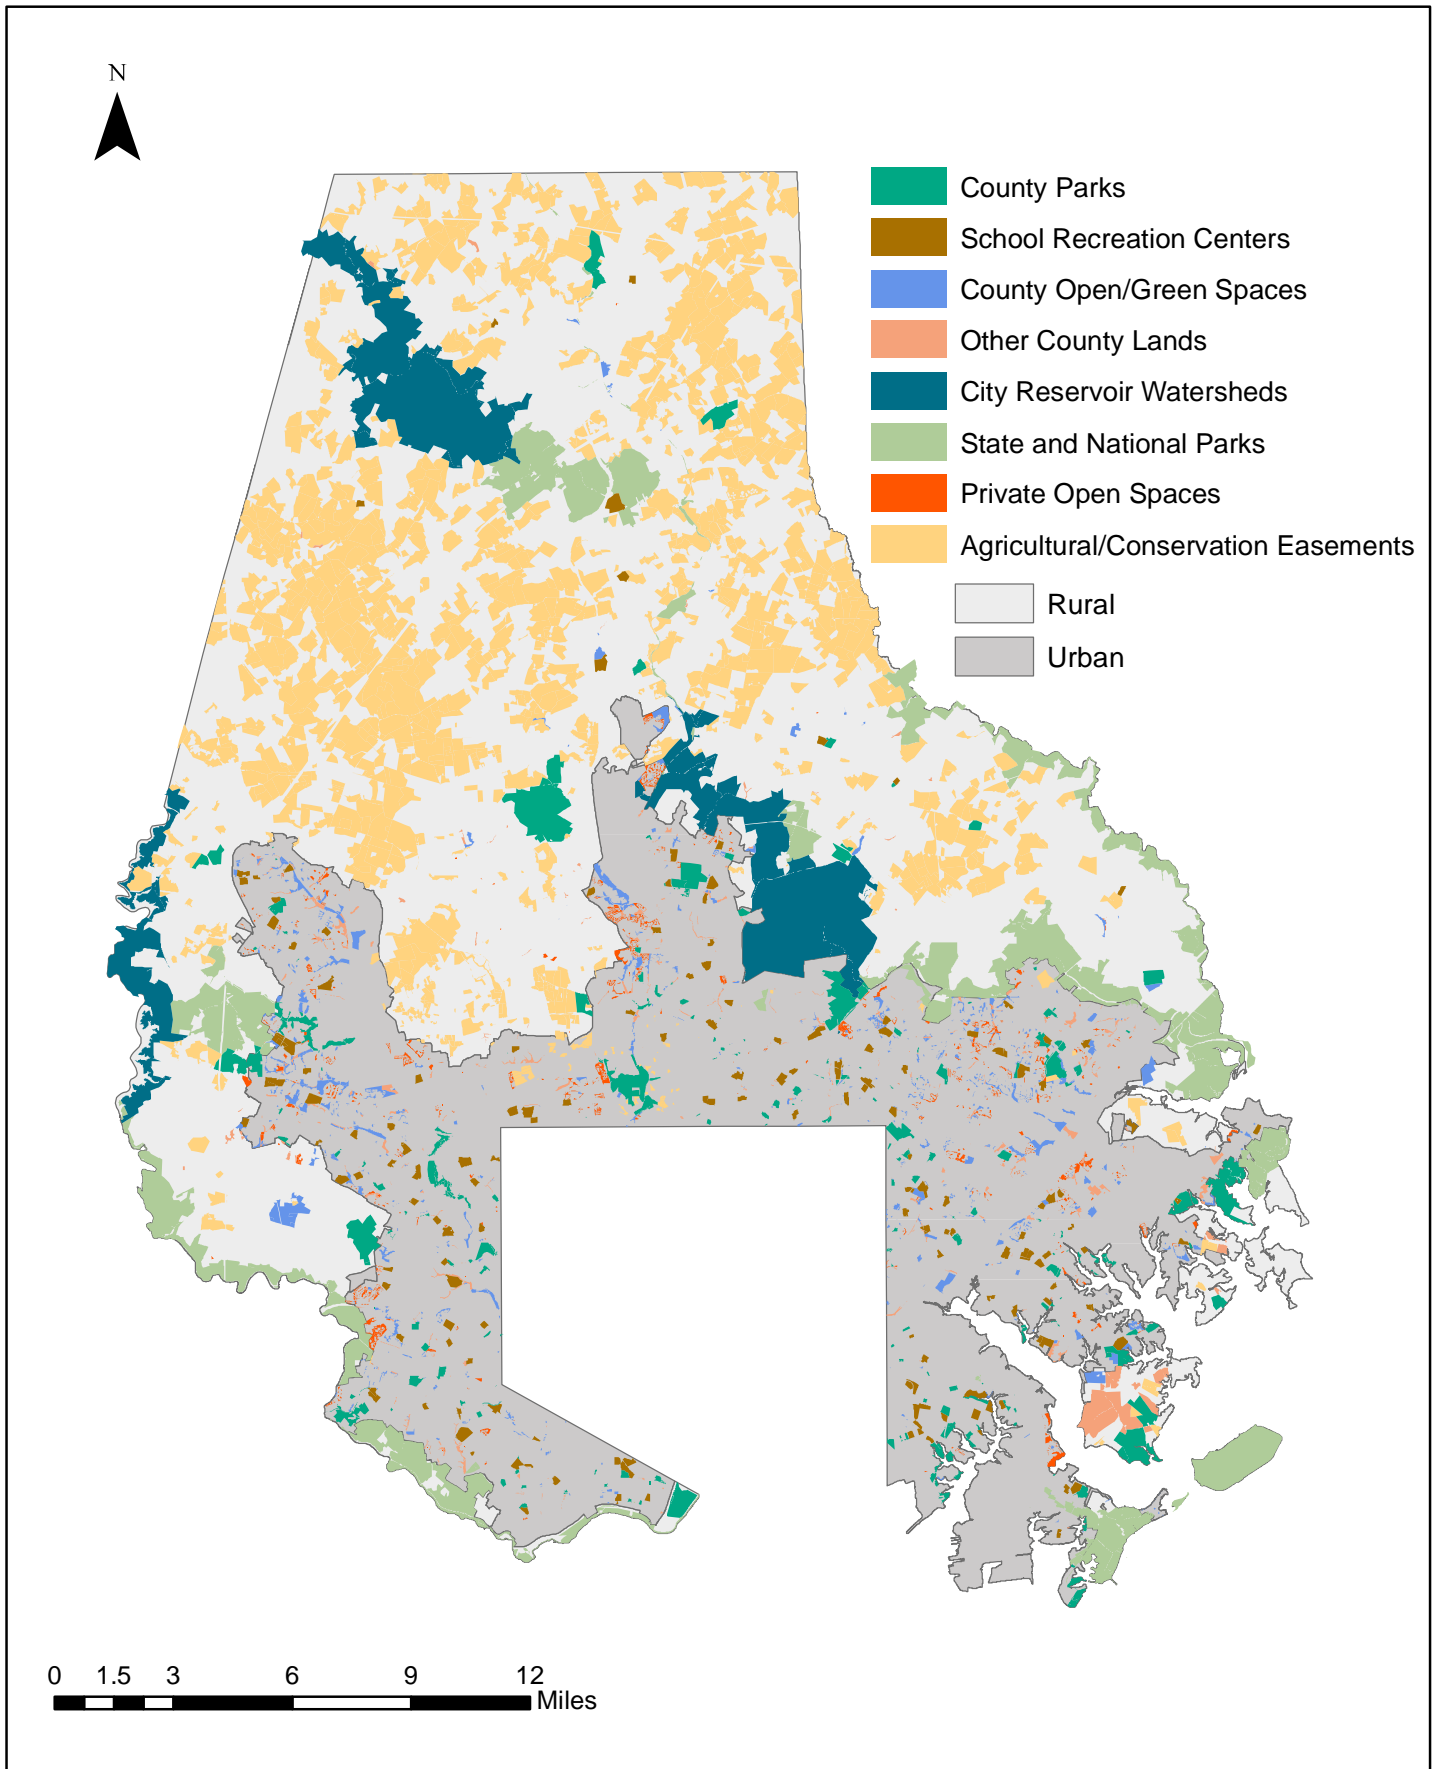 N
County Parks
School Recreation Centers
County Open/Green Spaces
Other County Lands
City Reservoir Watersheds
State and National Parks
Private Open Spaces
Agricultural/Conservation Easements
Rural
Urban
0 1.5 3 6 9 12
Miles